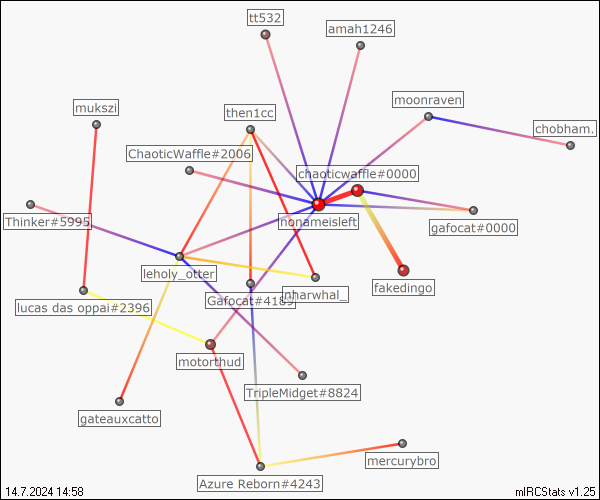 tt532
amah1246
moonraven
mukszi
then1cc
chobham.
ChaoticWaffle#2006
chaoticwaffle#0000
Thinker#5995
nonameisleft
gafocat#0000
leholy_otter
fakedingo
Gafocat#4189
nharwhal_
lucas das oppai#2396
motorthud
TripleMidget#8824
gateauxcatto
mercurybro
Azure Reborn#4243
14.7.2024 14:58
mIRCStats v1.25